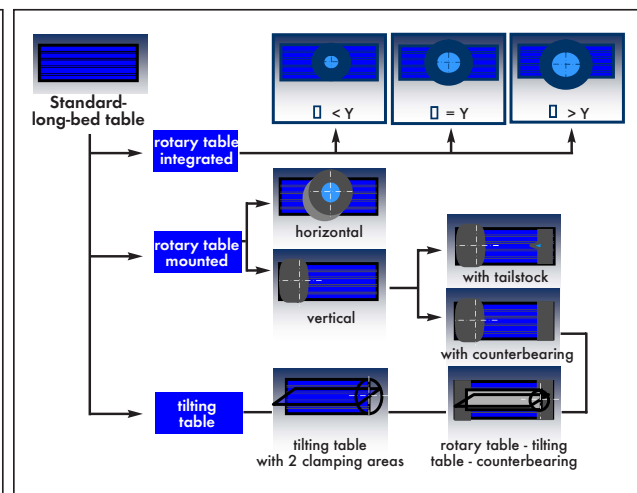 Standard-
long-bed table
▯ < Y
▯ = Y
▯ > Y
rotary table
integrated
rotary table
mounted
horizontal
vertical
with tailstock
with counterbearing
tilting
table
tilting table
with 2 clamping areas
rotary table - tilting
table - counterbearing